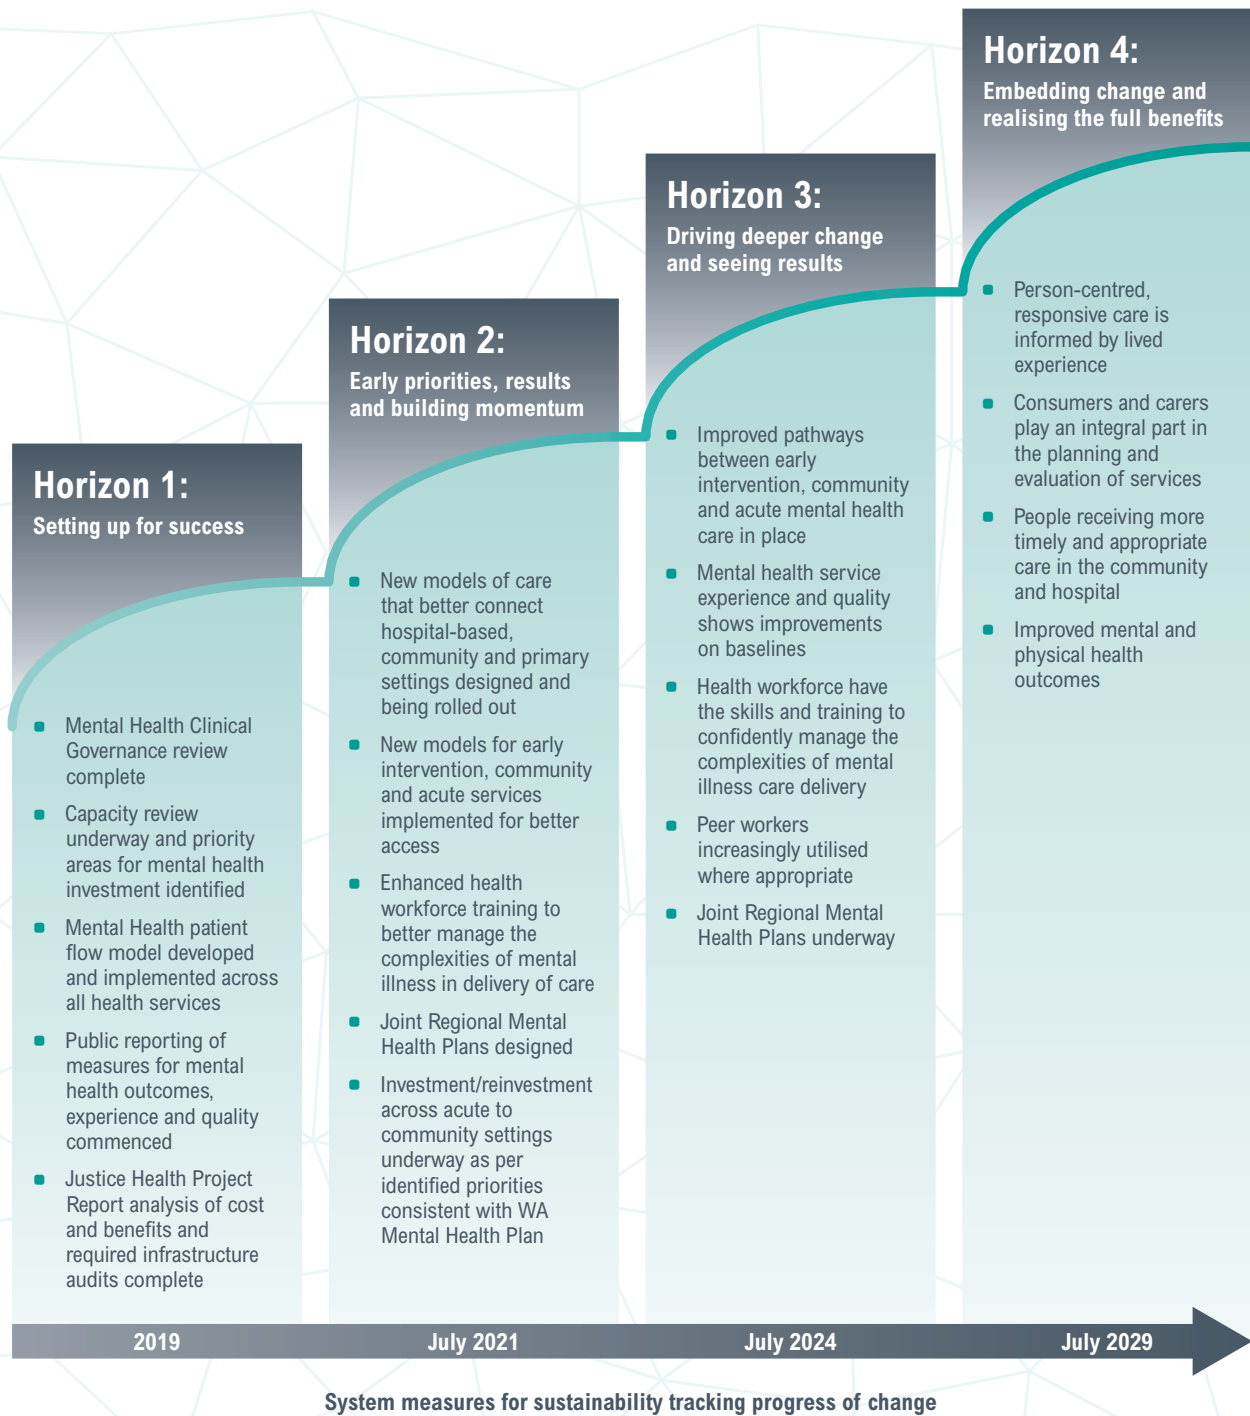 Horizon 1:
Setting up for success
Mental Health Clinical
Governance review
complete
Capacity review
underway and priority
areas for mental health
investment identified
Mental Health patient
flow model developed
and implemented across
all health services
Public reporting of
measures for mental
health outcomes,
experience and quality
commenced
Justice Health Project
Report analysis of cost
and benefits and
required infrastructure
audits complete
2019
Horizon 2:
Early priorities, results
and building momentum
New models of care
that better connect
hospital-based,
community and primary
settings designed and
being rolled out
New models for early
intervention, community
and acute services
implemented for better
access
Enhanced health
workforce training to
better manage the
complexities of mental
illness in delivery of care
Joint Regional Mental
Health Plans designed
Investment/reinvestment
across acute to
community settings
underway as per
identified priorities
consistent with WA
Mental Health Plan
July 2021
Horizon 3:
Driving deeper change
and seeing results
Improved pathways
between early
intervention, community
and acute mental health
care in place
Mental health service
experience and quality
shows improvements
on baselines
Health workforce have
the skills and training to
confidently manage the
complexities of mental
illness care delivery
Peer workers
increasingly utilised
where appropriate
Joint Regional Mental
Health Plans underway
July 2024
Horizon 4:
Embedding change and
realising the full benefits
Person-centred,
responsive care is
informed by lived
experience
Consumers and carers
play an integral part in
the planning and
evaluation of services
People receiving more
timely and appropriate
care in the community
and hospital
Improved mental and
physical health
outcomes
July 2029
System measures for sustainability tracking progress of change